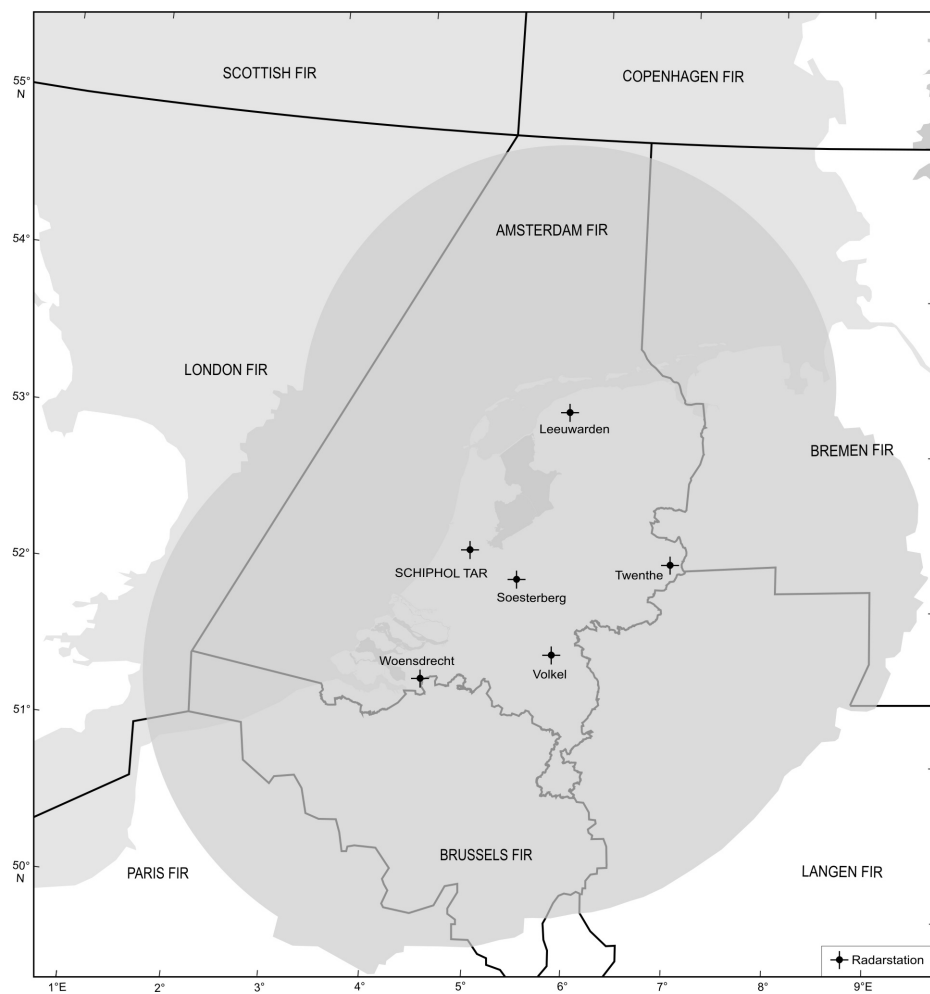 SCOTTISH FIR
COPENHAGEN FIR
55°
N
54°
AMSTERDAM FIR
LONDON FIR
53°
Leeuwarden
BREMEN FIR
52°
SCHIPHOL TAR
Soesterberg
Twenthe
Woensdrecht
Volkel
51°
50°
N
PARIS FIR
BRUSSELS FIR
LANGEN FIR
Radarstation
1°E
2°
3°
4°
5°
6°
7°
8°
9°E